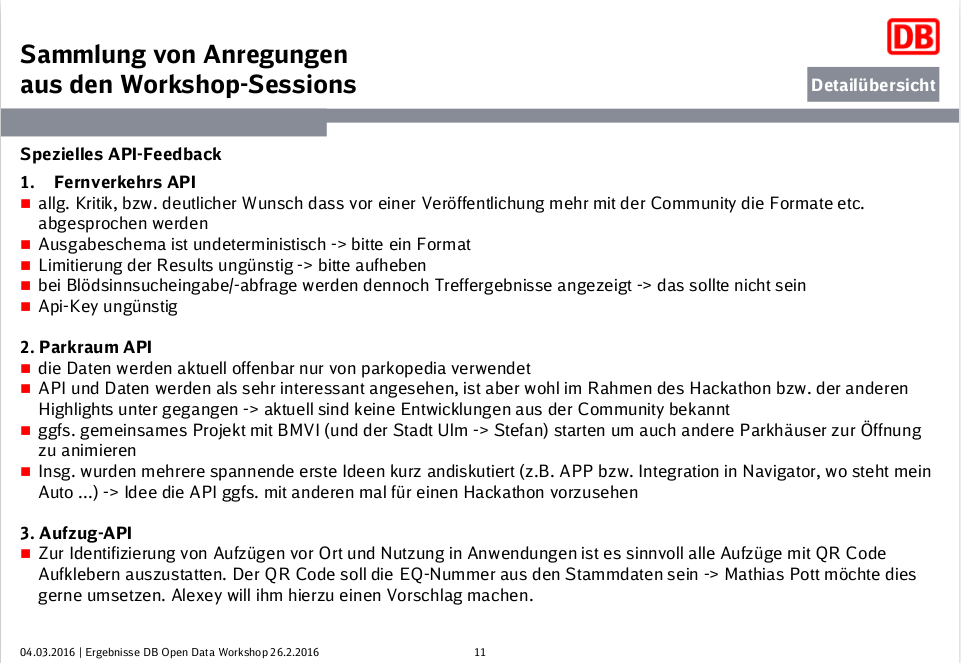 Sammlung von Anregungen
aus den Workshop-Sessions
DB
Detailübersicht
Spezielles API-Feedback
1. Fernverkehrs API
allg. Kritik, bzw. deutlicher Wunsch dass vor einer Veröffentlichung mehr mit der Community die Formate etc.
abgesprochen werden
Ausgabeschema ist undeterministisch -> bitte ein Format
Limitierung der Results ungünstig -> bitte aufheben
bei Blödsinnsucheingabe/-abfrage werden dennoch Treffergebnisse angezeigt -> das sollte nicht sein
Api-Key ungünstig
2. Parkraum API
die Daten werden aktuell offenbar nur von parkopedia verwendet
API und Daten werden als sehr interessant angesehen, ist aber wohl im Rahmen des Hackathon bzw. der anderen
Highlights unter gegangen -> aktuell sind keine Entwicklungen aus der Community bekannt
ggfs. gemeinsames Projekt mit BMVI (und der Stadt Ulm -> Stefan) starten um auch andere Parkhäuser zur Öffnung
zu animieren
Insg. wurden mehrere spannende erste Ideen kurz andiskutiert (z.B. APP bzw. Integration in Navigator, wo steht mein
Auto ...) -> Idee die API ggfs. mit anderen mal für einen Hackathon vorzusehen
3. Aufzug-API
Zur Identifizierung von Aufzügen vor Ort und Nutzung in Anwendungen ist es sinnvoll alle Aufzüge mit QR Code
Aufklebern auszustatten. Der QR Code soll die EQ-Nummer aus den Stammdaten sein -> Mathias Pott möchte dies
gerne umsetzen. Alexey will ihm hierzu einen Vorschlag machen.
04.03.2016 | Ergebnisse DB Open Data Workshop 26.2.2016
11